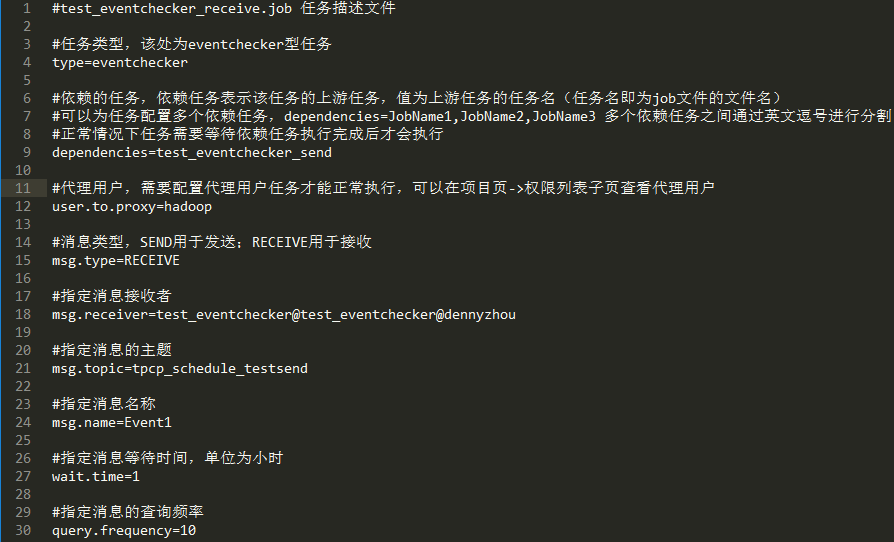 1 #test_eventchecker_receive.job 任务描述文件
2
3 #任务类型，该处为eventchecker型任务
4 type=eventchecker
5
6 #依赖的任务，依赖任务表示该任务的上游任务，值为上游任务的任务名（任务名即为job文件的文件名）
7 #可以为任务配置多个依赖任务，dependencies=JobName1,JobName2,JobName3 多个依赖任务之间通过英文逗号进行分割
8 #正常情况下任务需要等待依赖任务执行完成后才会执行
9 dependencies=test_eventchecker_send
10
11 #代理用户，需要配置代理用户任务才能正常执行，可以在项目页->权限列表子页查看代理用户
12 user.to.proxy=hadoop
13
14 #消息类型，SEND用于发送；RECEIVE用于接收
15 msg.type=RECEIVE
16
17 #指定消息接收者
18 msg.receiver=test_eventchecker@test_eventchecker@dennyzhou
19
20 #指定消息的主题
21 msg.topic=tpcp_schedule_testsend
22
23 #指定消息名称
24 msg.name=Event1
25
26 #指定消息等待时间，单位为小时
27 wait.time=1
28
29 #指定消息的查询频率
30 query.frequency=10